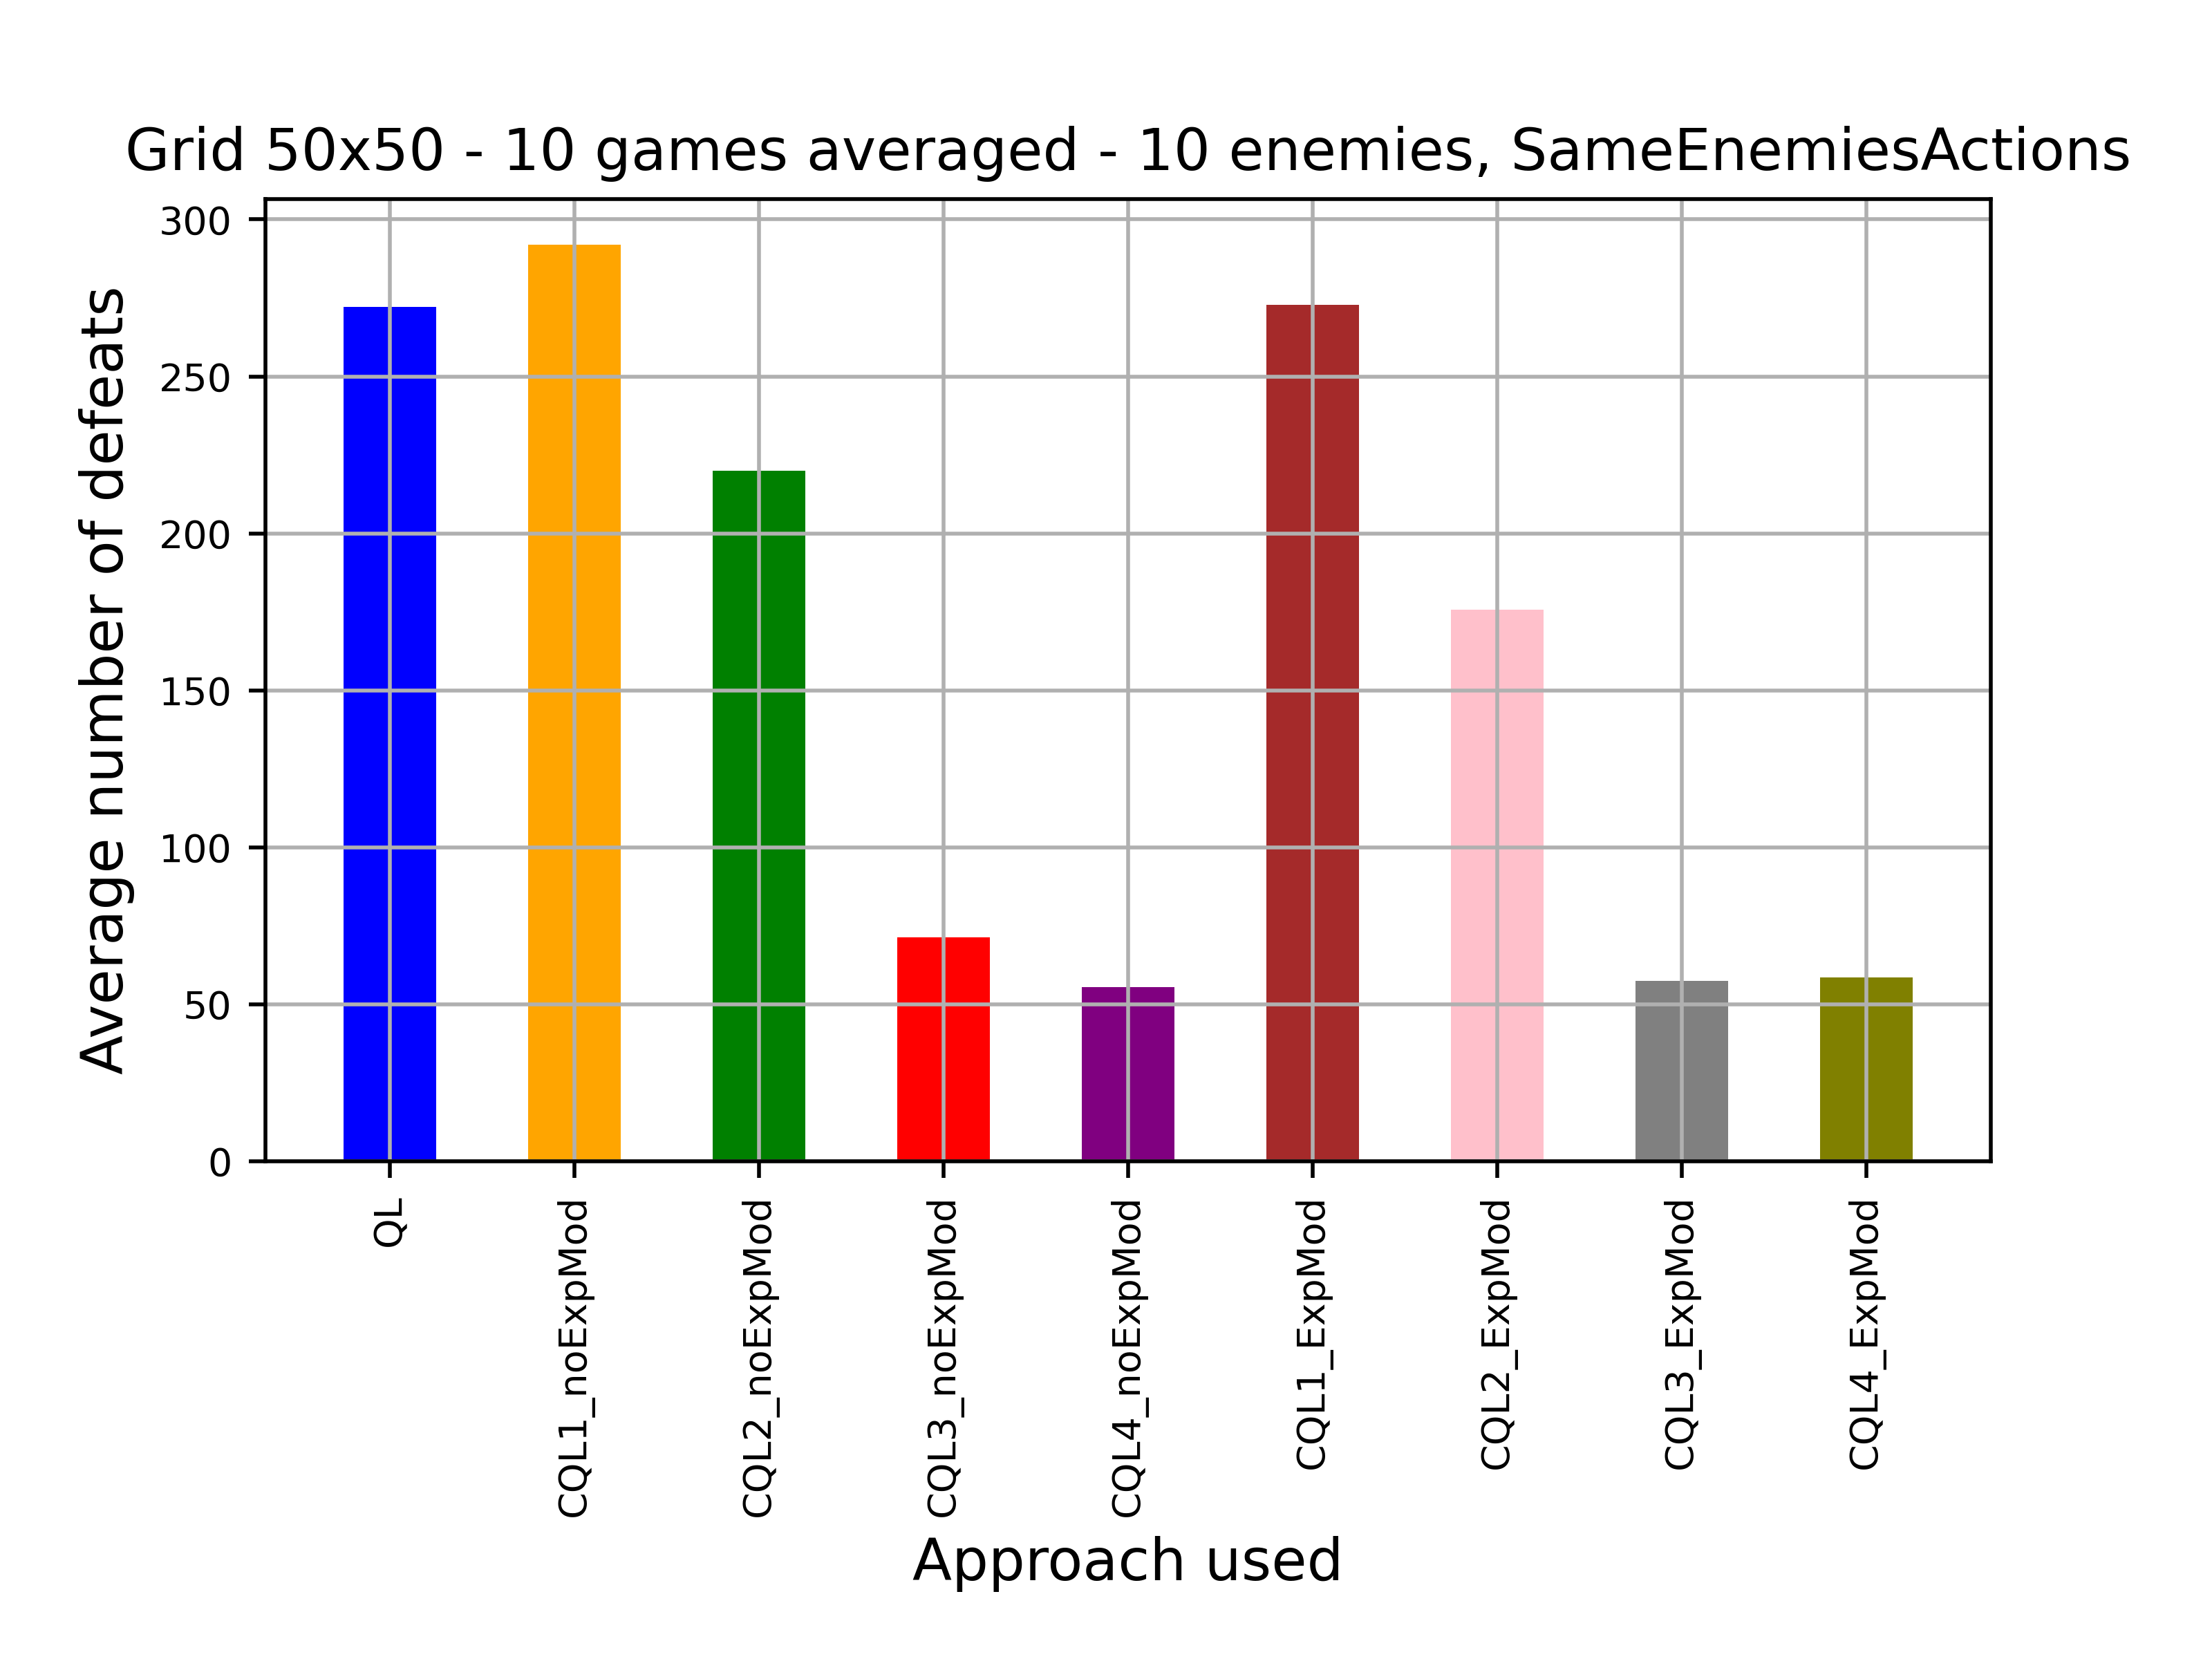 Grid 50x50 - 10 games averaged - 10 enemies, SameEnemiesActions
Average number of defeats
300
250
200
150
100
50
0
QL
CQL1_noExpMod
CQL2_noExpMod
CQL3_noExpMod
CQL4_noExpMod
CQL1_ExpMod
CQL2_ExpMod
CQL3_ExpMod
CQL4_ExpMod
Approach used